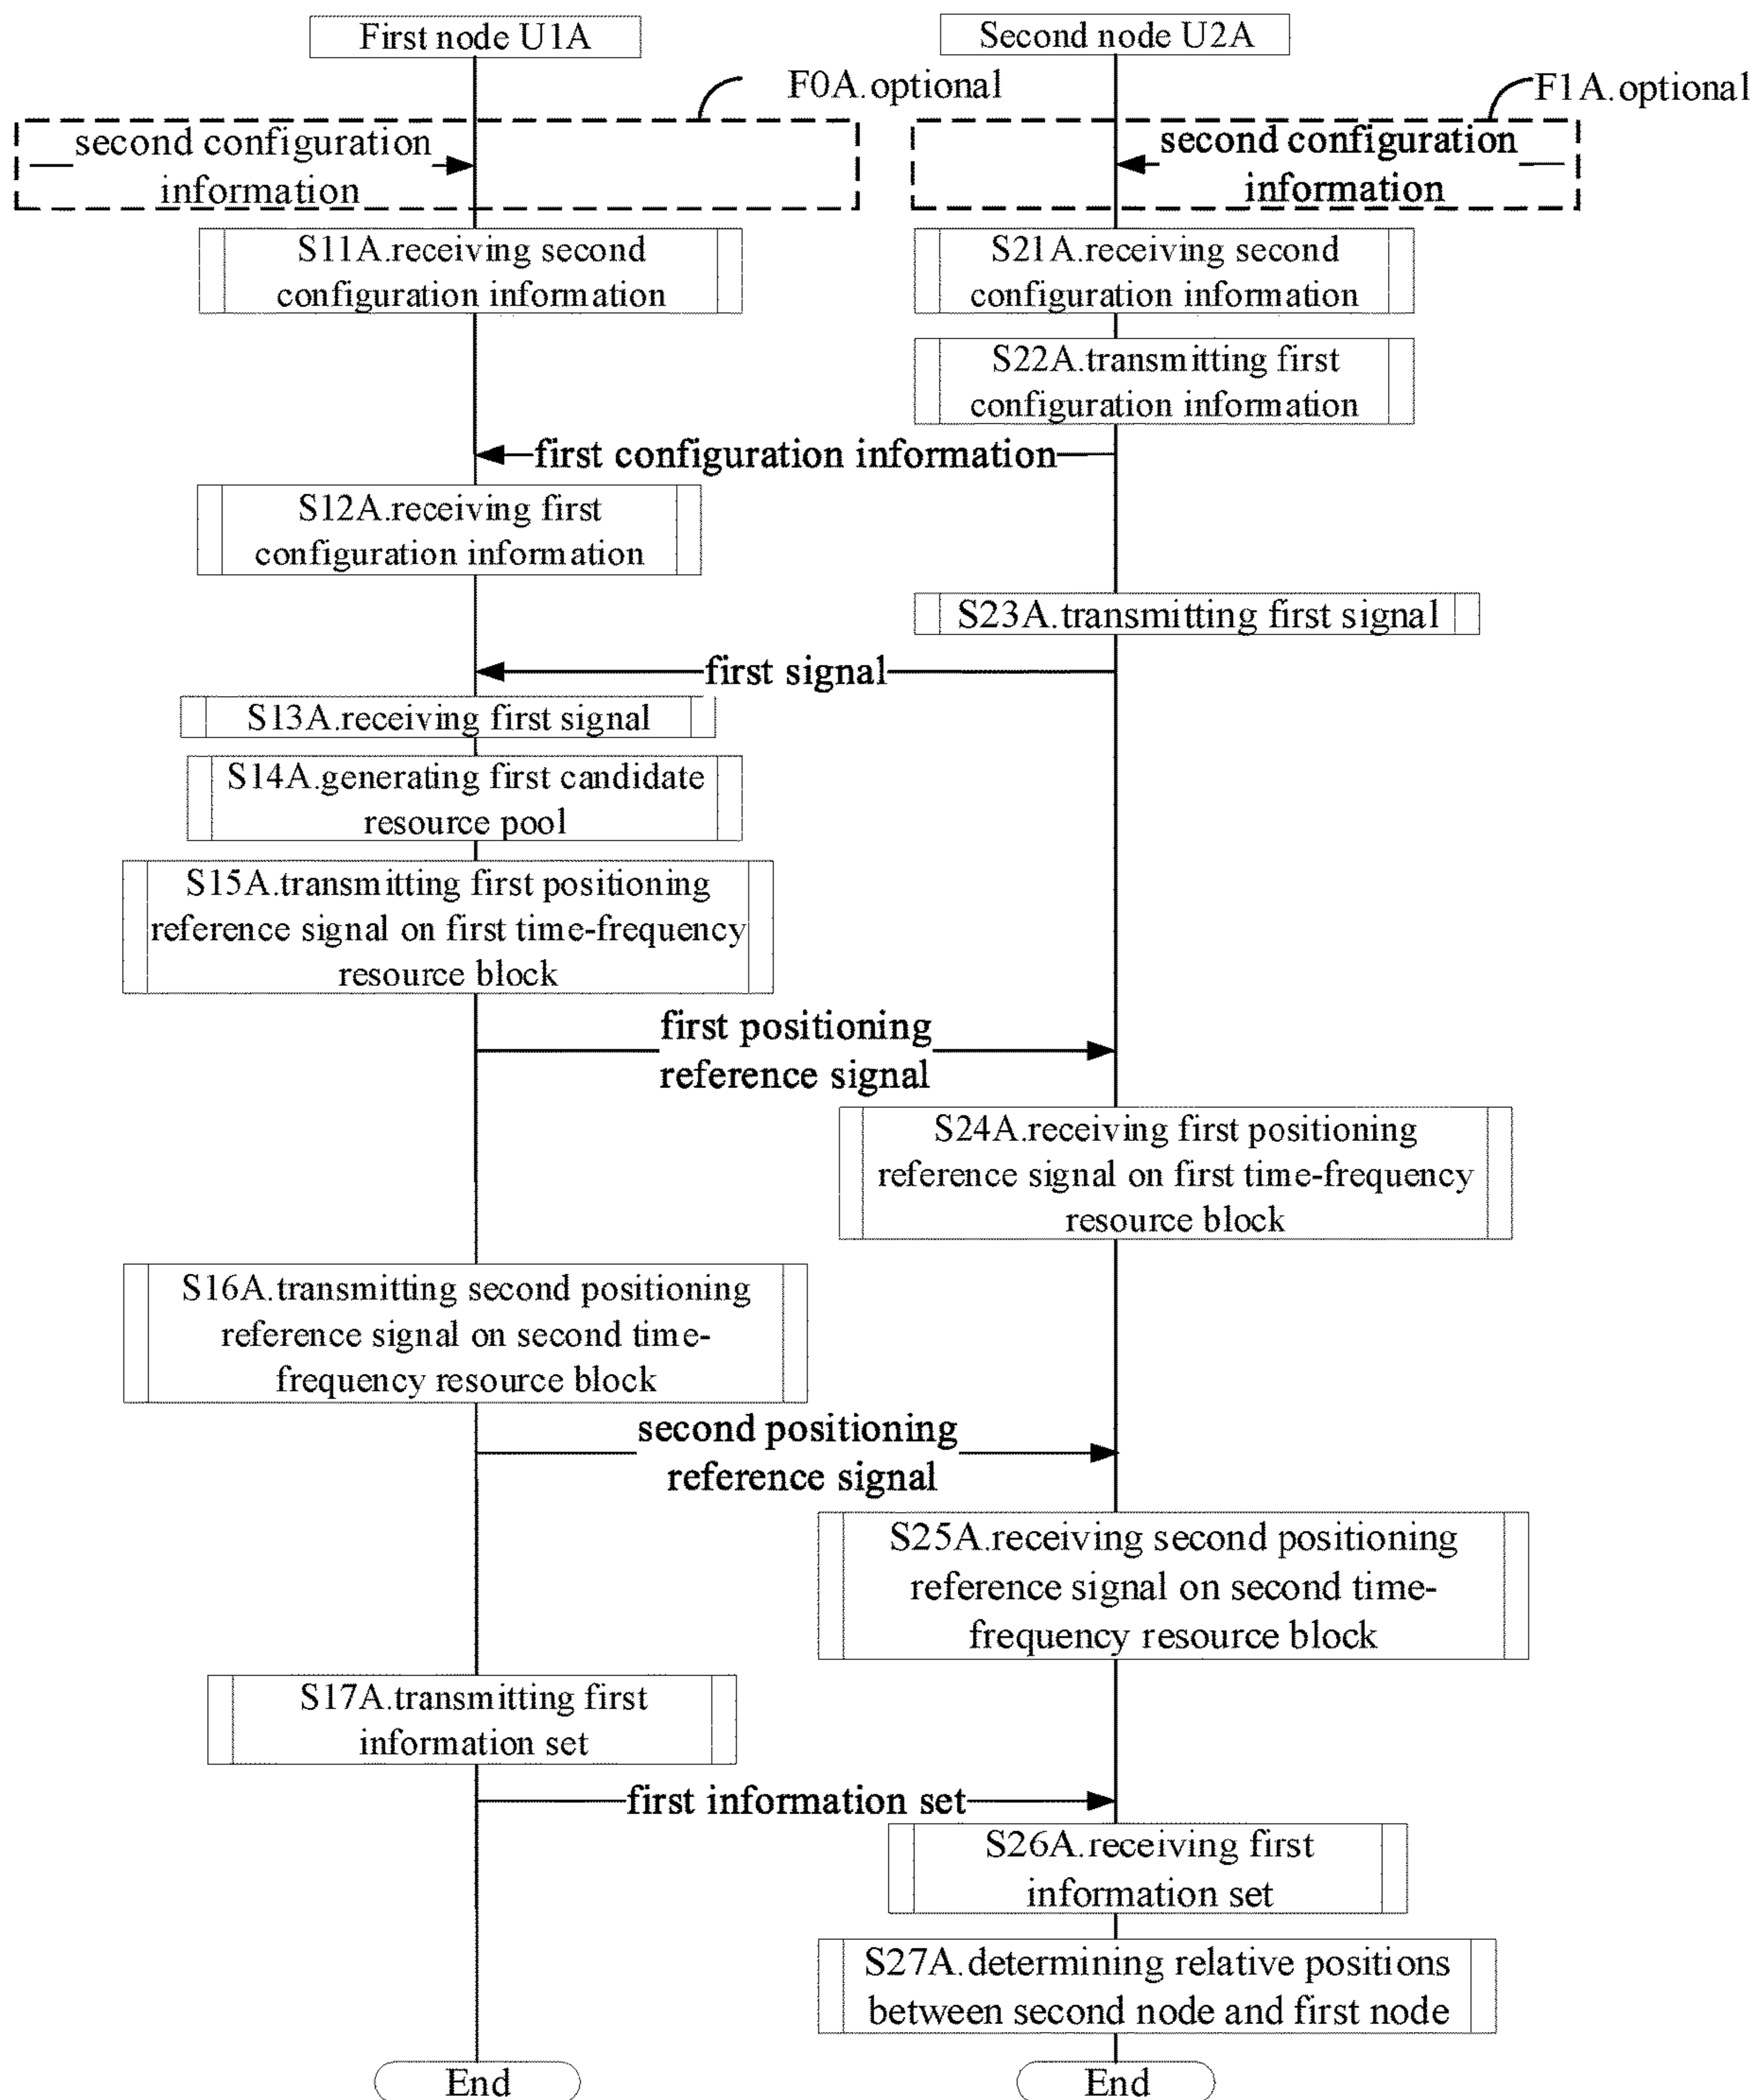 First node U1A
Second node U2A
F0A.optional
F1A.optional
second configuration
information
second configuration
information
S11A.receiving second
configuration information
S21A.receiving second
configuration information
S22A.transmitting first
configuration information
first configuration information
S12A.receiving first
configuration information
S23A.transmitting first signal
first signal
S13A.receiving first signal
S14A.generating first candidate
resource pool
S15A.transmitting first positioning
reference signal on first time-frequency
resource block
first positioning
reference signal
S24A.receiving first positioning
reference signal on first time-frequency
resource block
S16A.transmitting second positioning
reference signal on second time-
frequency resource block
second positioning
reference signal
S25A.receiving second positioning
reference signal on second time-
frequency resource block
S17A.transmitting first
information set
first information set
S26A.receiving first
information set
S27A.determining relative positions
between second node and first node
End
End